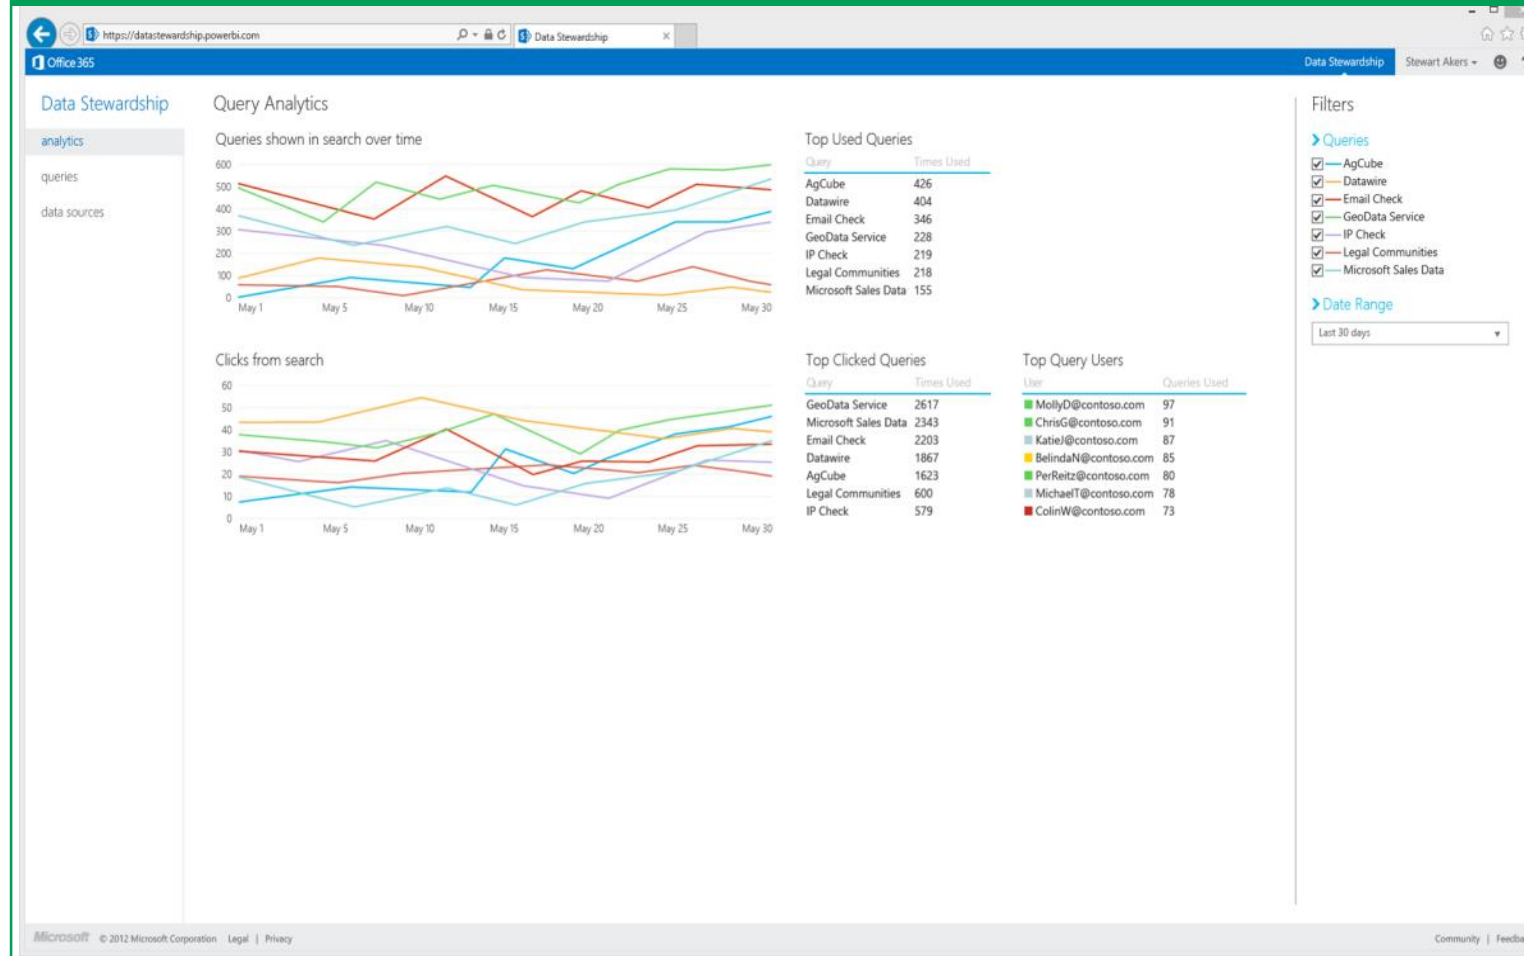 https://datastewardship.powerbi.com
Data Stewardship
Office 365
Data Stewardship Stewart Akers
Data Stewardship
analytics
queries
data sources
Query Analytics
Queries shown in search over time
600
500
400
300
200
100
0
May 1 May 5 May 10 May 15 May 20 May 25 May 30
Top Used Queries
Query Times Used
AgCube 426
Datawire 404
Email Check 346
GeoData Service 228
IP Check 219
Legal Communities 218
Microsoft Sales Data 155
Clicks from search
60
50
40
30
20
10
0
May 1 May 5 May 10 May 15 May 20 May 25 May 30
Top Clicked Queries
Query Times Used
GeoData Service 2617
Microsoft Sales Data 2343
Email Check 2203
Datawire 1867
AgCube 1623
Legal Communities 600
IP Check 579
Top Query Users
User Queries Used
MollyD@contoso.com 97
ChrisG@contoso.com 91
KatieJ@contoso.com 87
BelindaN@contoso.com 85
PerReitz@contoso.com 80
MichaelT@contoso.com 78
ColinW@contoso.com 73
Filters
Queries
AgCube
Datawire
Email Check
GeoData Service
IP Check
Legal Communities
Microsoft Sales Data
Date Range
Last 30 days
Microsoft © 2012 Microsoft Corporation Legal | Privacy
Community | Feedba